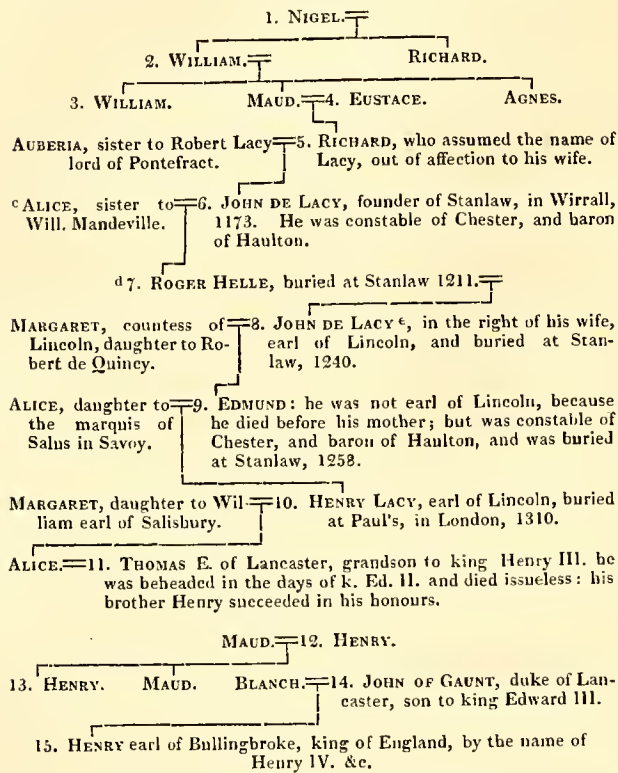 1. NIGEL.
2. WILLIAM. RICHARD.
3. WILLIAM. MAUD. 4. EUSTACE. AGNES.
AUBERIA, sister to Robert Lacy
lord of Pontefract.
5. RICHARD, who assumed the name of
Lacy, out of affection to his wife.
c ALICE, sister to
Will. Mandeville.
6. JOHN DE LACY, founder of Stanlaw, in Wirrall,
1173. He was constable of Chester, and baron
of Haulton.
d 7. ROGER HELLE, buried at Stanlaw 1211.
MARGARET, countess of
Lincoln, daughter to Ro-
bert de Quincy.
8. JOHN DE LACY e, in the right of his wife,
earl of Lincoln, and buried at Stan-
law, 1240.
ALICE, daughter to
the marquis of
Salus in Savoy.
9. EDMUND: he was not earl of Lincoln, because
he died before his mother; but was constable of
Chester, and baron of Haulton, and was buried
at Stanlaw, 1258.
MARGARET, daughter to Wil-
liam earl of Salisbury.
10. HENRY LACY, earl of Lincoln, buried
at Paul's, in London, 1310.
ALICE. 11. THOMAS E. of Lancaster, grandson to king Henry III. he
was beheaded in the days of k. Ed. II. and died issueless: his
brother Henry succeeded in his honours.
MAUD. 12. HENRY.
13. HENRY. MAUD. BLANCH. 14. JOHN OF GAUNT, duke of Lan-
caster, son to king Edward III.
15. HENRY earl of Bullingbroke, king of England, by the name of
Henry IV. &c.